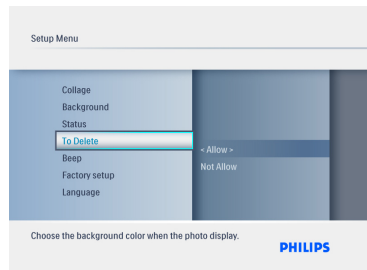 Setup Menu
Collage
Background
Status
To Delete
Beep
Factory setup
Language
< Allow >
Not Allow
Choose the background color when the photo display.
PHILIPS